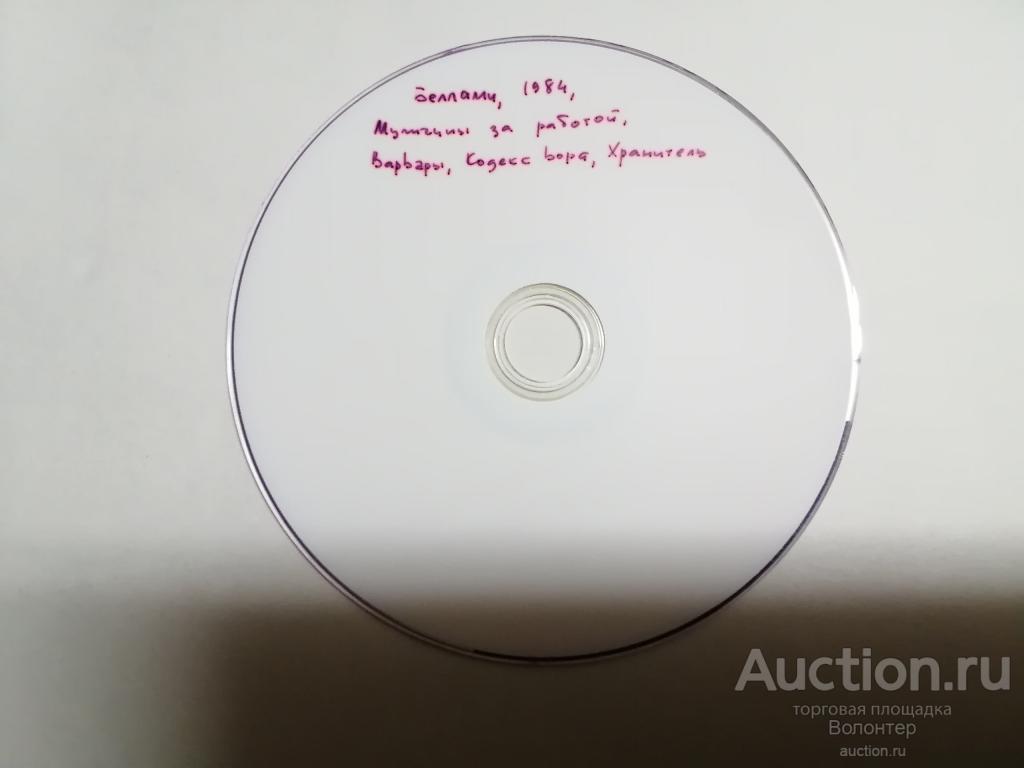 Беллами, 1984,
Мужчины за работой,
Варвары, Кодекс вора, Хранитель
Auction.ru
торговая площадка
Волонтер
auction.ru